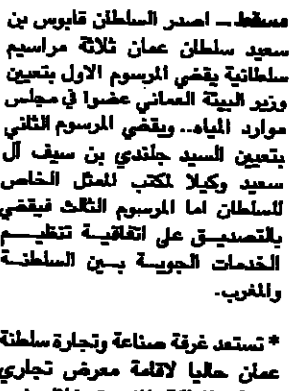 مسقط ــ اصدر السلطان قابوس بن
سعيد سلطان عمان ثلاثة مراسيم
سلطانية يقضي المرسوم الاول بتعيين
وزير البيئة العماني عضوا في مجلس
موارد المياه.. ويقضي المرسوم الثاني
بتعيين السيد جلندي بن سيف آل
سعيد وكيلا لمكتب الممثل الخاص
للسلطان اما المرسوم الثالث فيقضي
بالتصديق على اتفاقية تنظيم
الخدمات الجوية بين السلطنة
والمغرب.
* تستعد غرفة صناعة وتجارة سلطنة
عمان حاليا لاقامة معرض تجاري